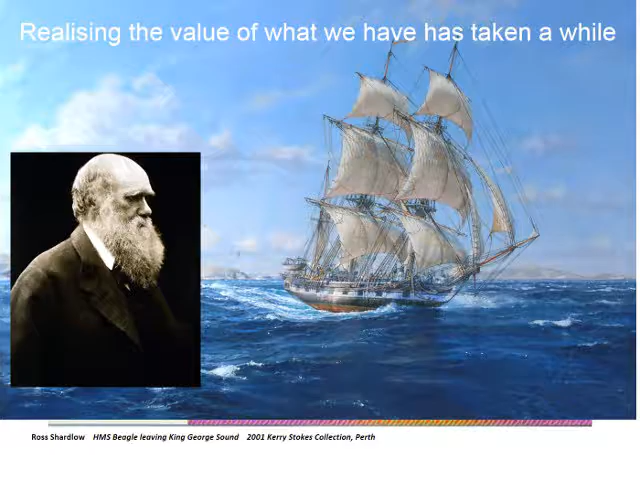 Realising the value of what we have has taken a while
Ross Shardlow HMS Beagle leaving King George Sound 2001 Kerry Stokes Collection, Perth